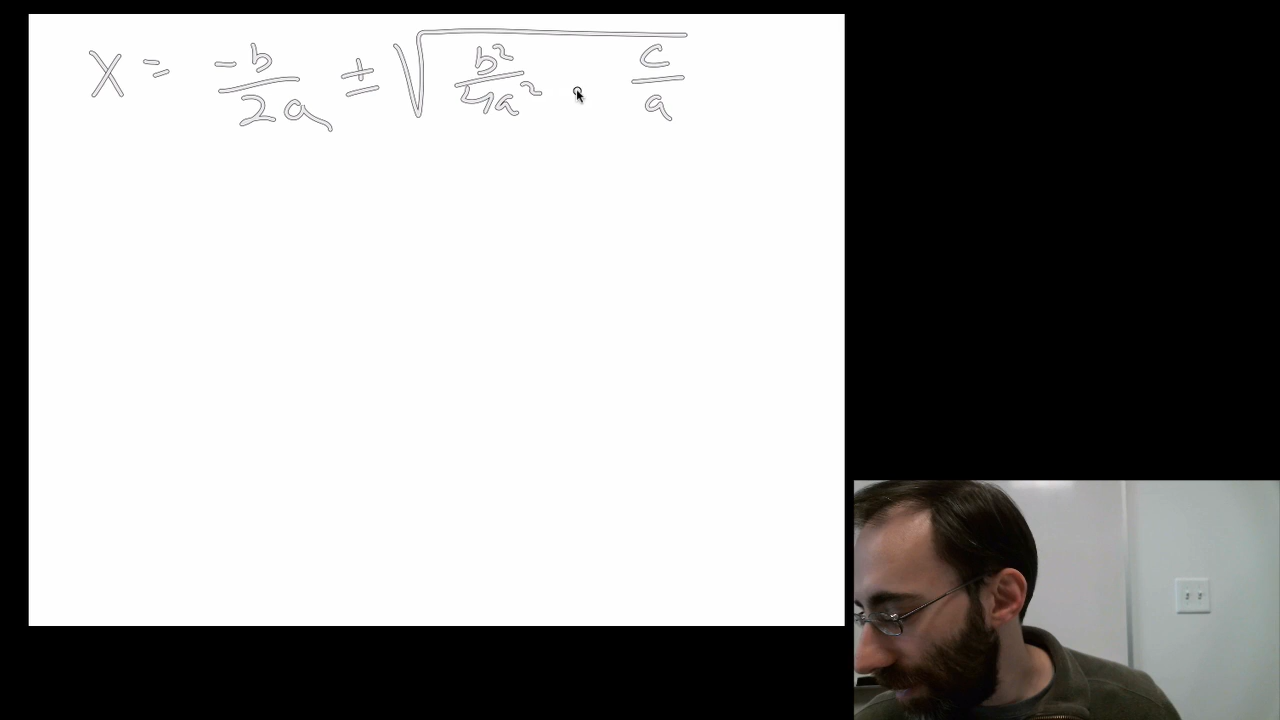 x = -b/2a ± √(b²/4a² · c/a)